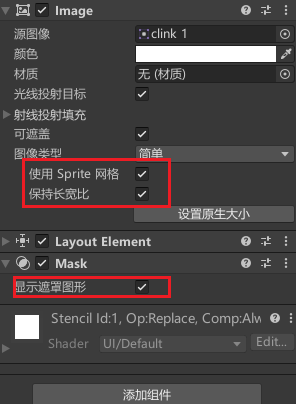 Image
源图像 clink 1
颜色
材质 无 (材质)
光线投射目标
射线投射填充
可遮盖
图像类型 简单
使用 Sprite 网格
保持长宽比
设置原生大小
Layout Element
Mask
显示遮罩图形
Stencil Id:1, Op:Replace, Comp:Alw
Shader UI/Default Edit...
添加组件